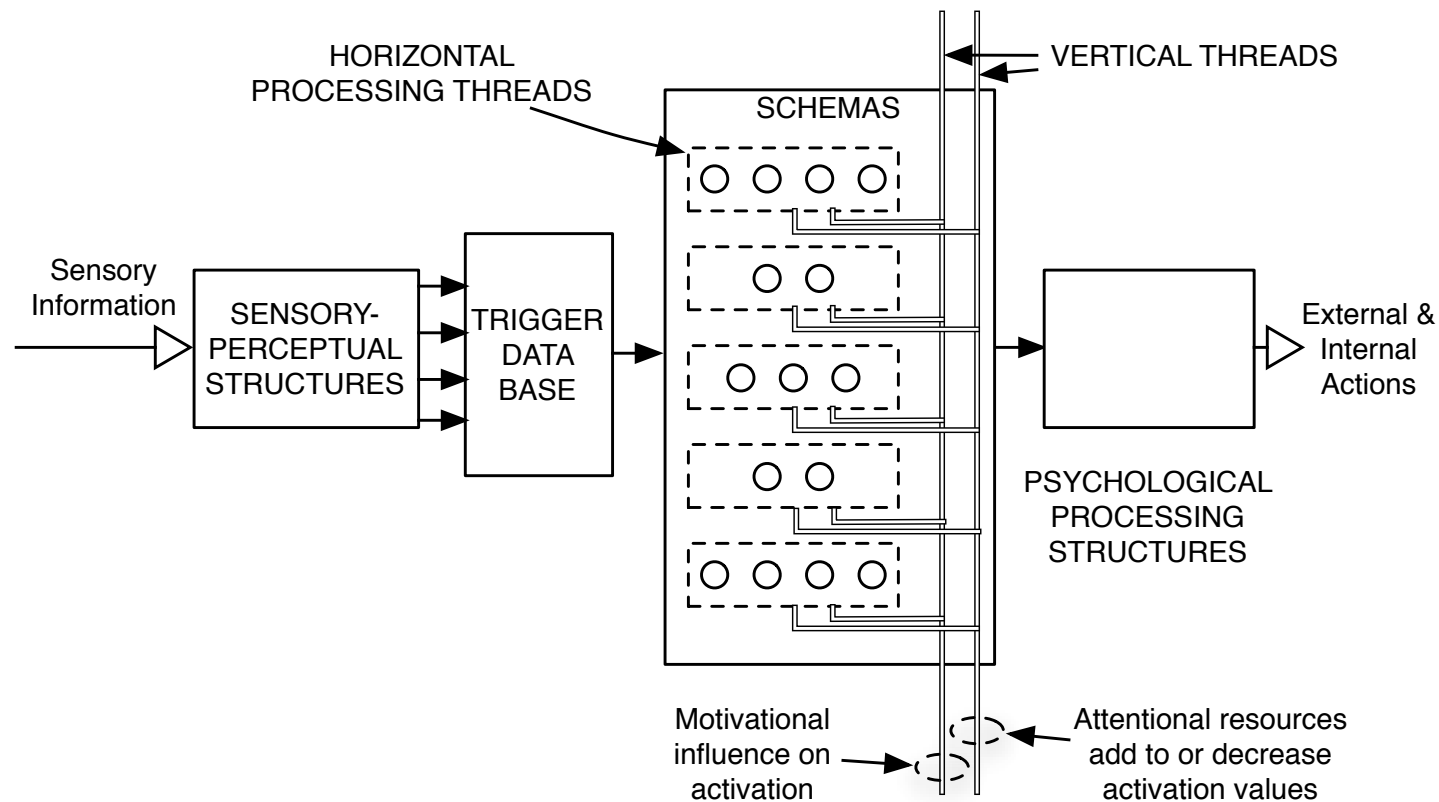 HORIZONTAL
PROCESSING THREADS
VERTICAL THREADS
SCHEMAS
Sensory
Information
SENSORY-
PERCEPTUAL
STRUCTURES
TRIGGER
DATA
BASE
External &
Internal
Actions
PSYCHOLOGICAL
PROCESSING
STRUCTURES
Motivational
influence on
activation
Attentional resources
add to or decrease
activation values